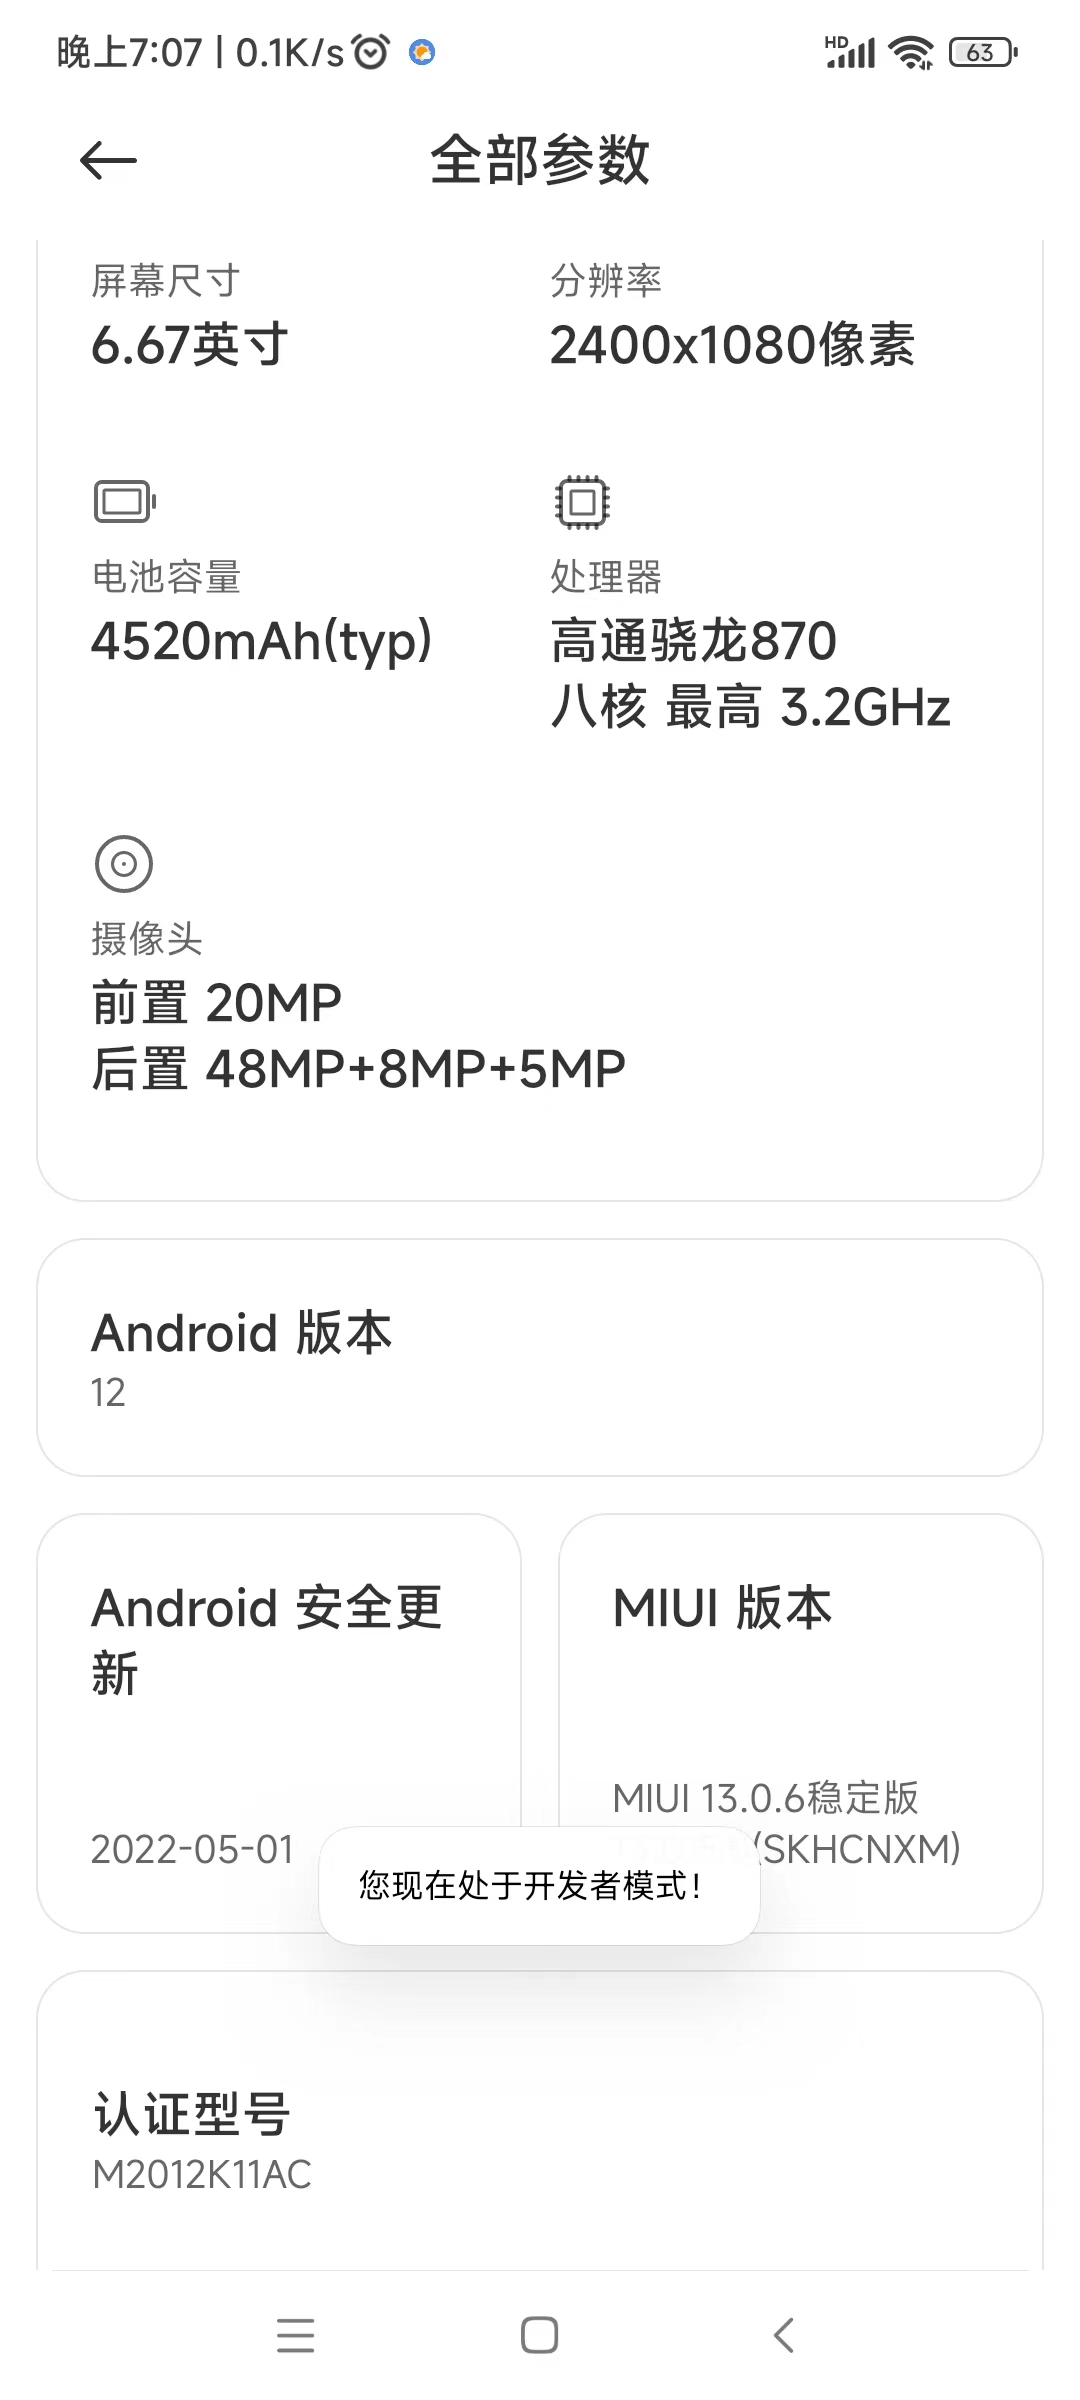 晚上7:07 | 0.1K/s
HD
63
全部参数
屏幕尺寸
6.67英寸
分辨率
2400x1080像素
电池容量
4520mAh(typ)
处理器
高通骁龙870
八核 最高 3.2GHz
摄像头
前置 20MP
后置 48MP+8MP+5MP
Android 版本
12
Android 安全更
新
2022-05-01
MIUI 版本
MIUI 13.0.6稳定版
(SKHCNXM)
您现在处于开发者模式！
认证型号
M2012K11AC